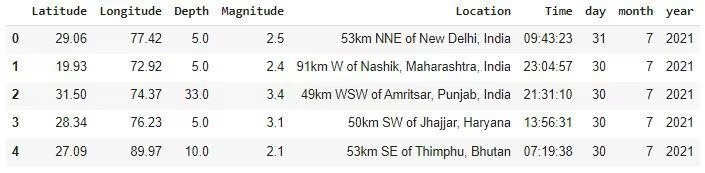 Latitude Longitude Depth Magnitude Location Time day month year
0 29.06 77.42 5.0 2.5 53km NNE of New Delhi, India 09:43:23 31 7 2021
1 19.93 72.92 5.0 2.4 91km W of Nashik, Maharashtra, India 23:04:57 30 7 2021
2 31.50 74.37 33.0 3.4 49km WSW of Amritsar, Punjab, India 21:31:10 30 7 2021
3 28.34 76.23 5.0 3.1 50km SW of Jhajjar, Haryana 13:56:31 30 7 2021
4 27.09 89.97 10.0 2.1 53km SE of Thimphu, Bhutan 07:19:38 30 7 2021